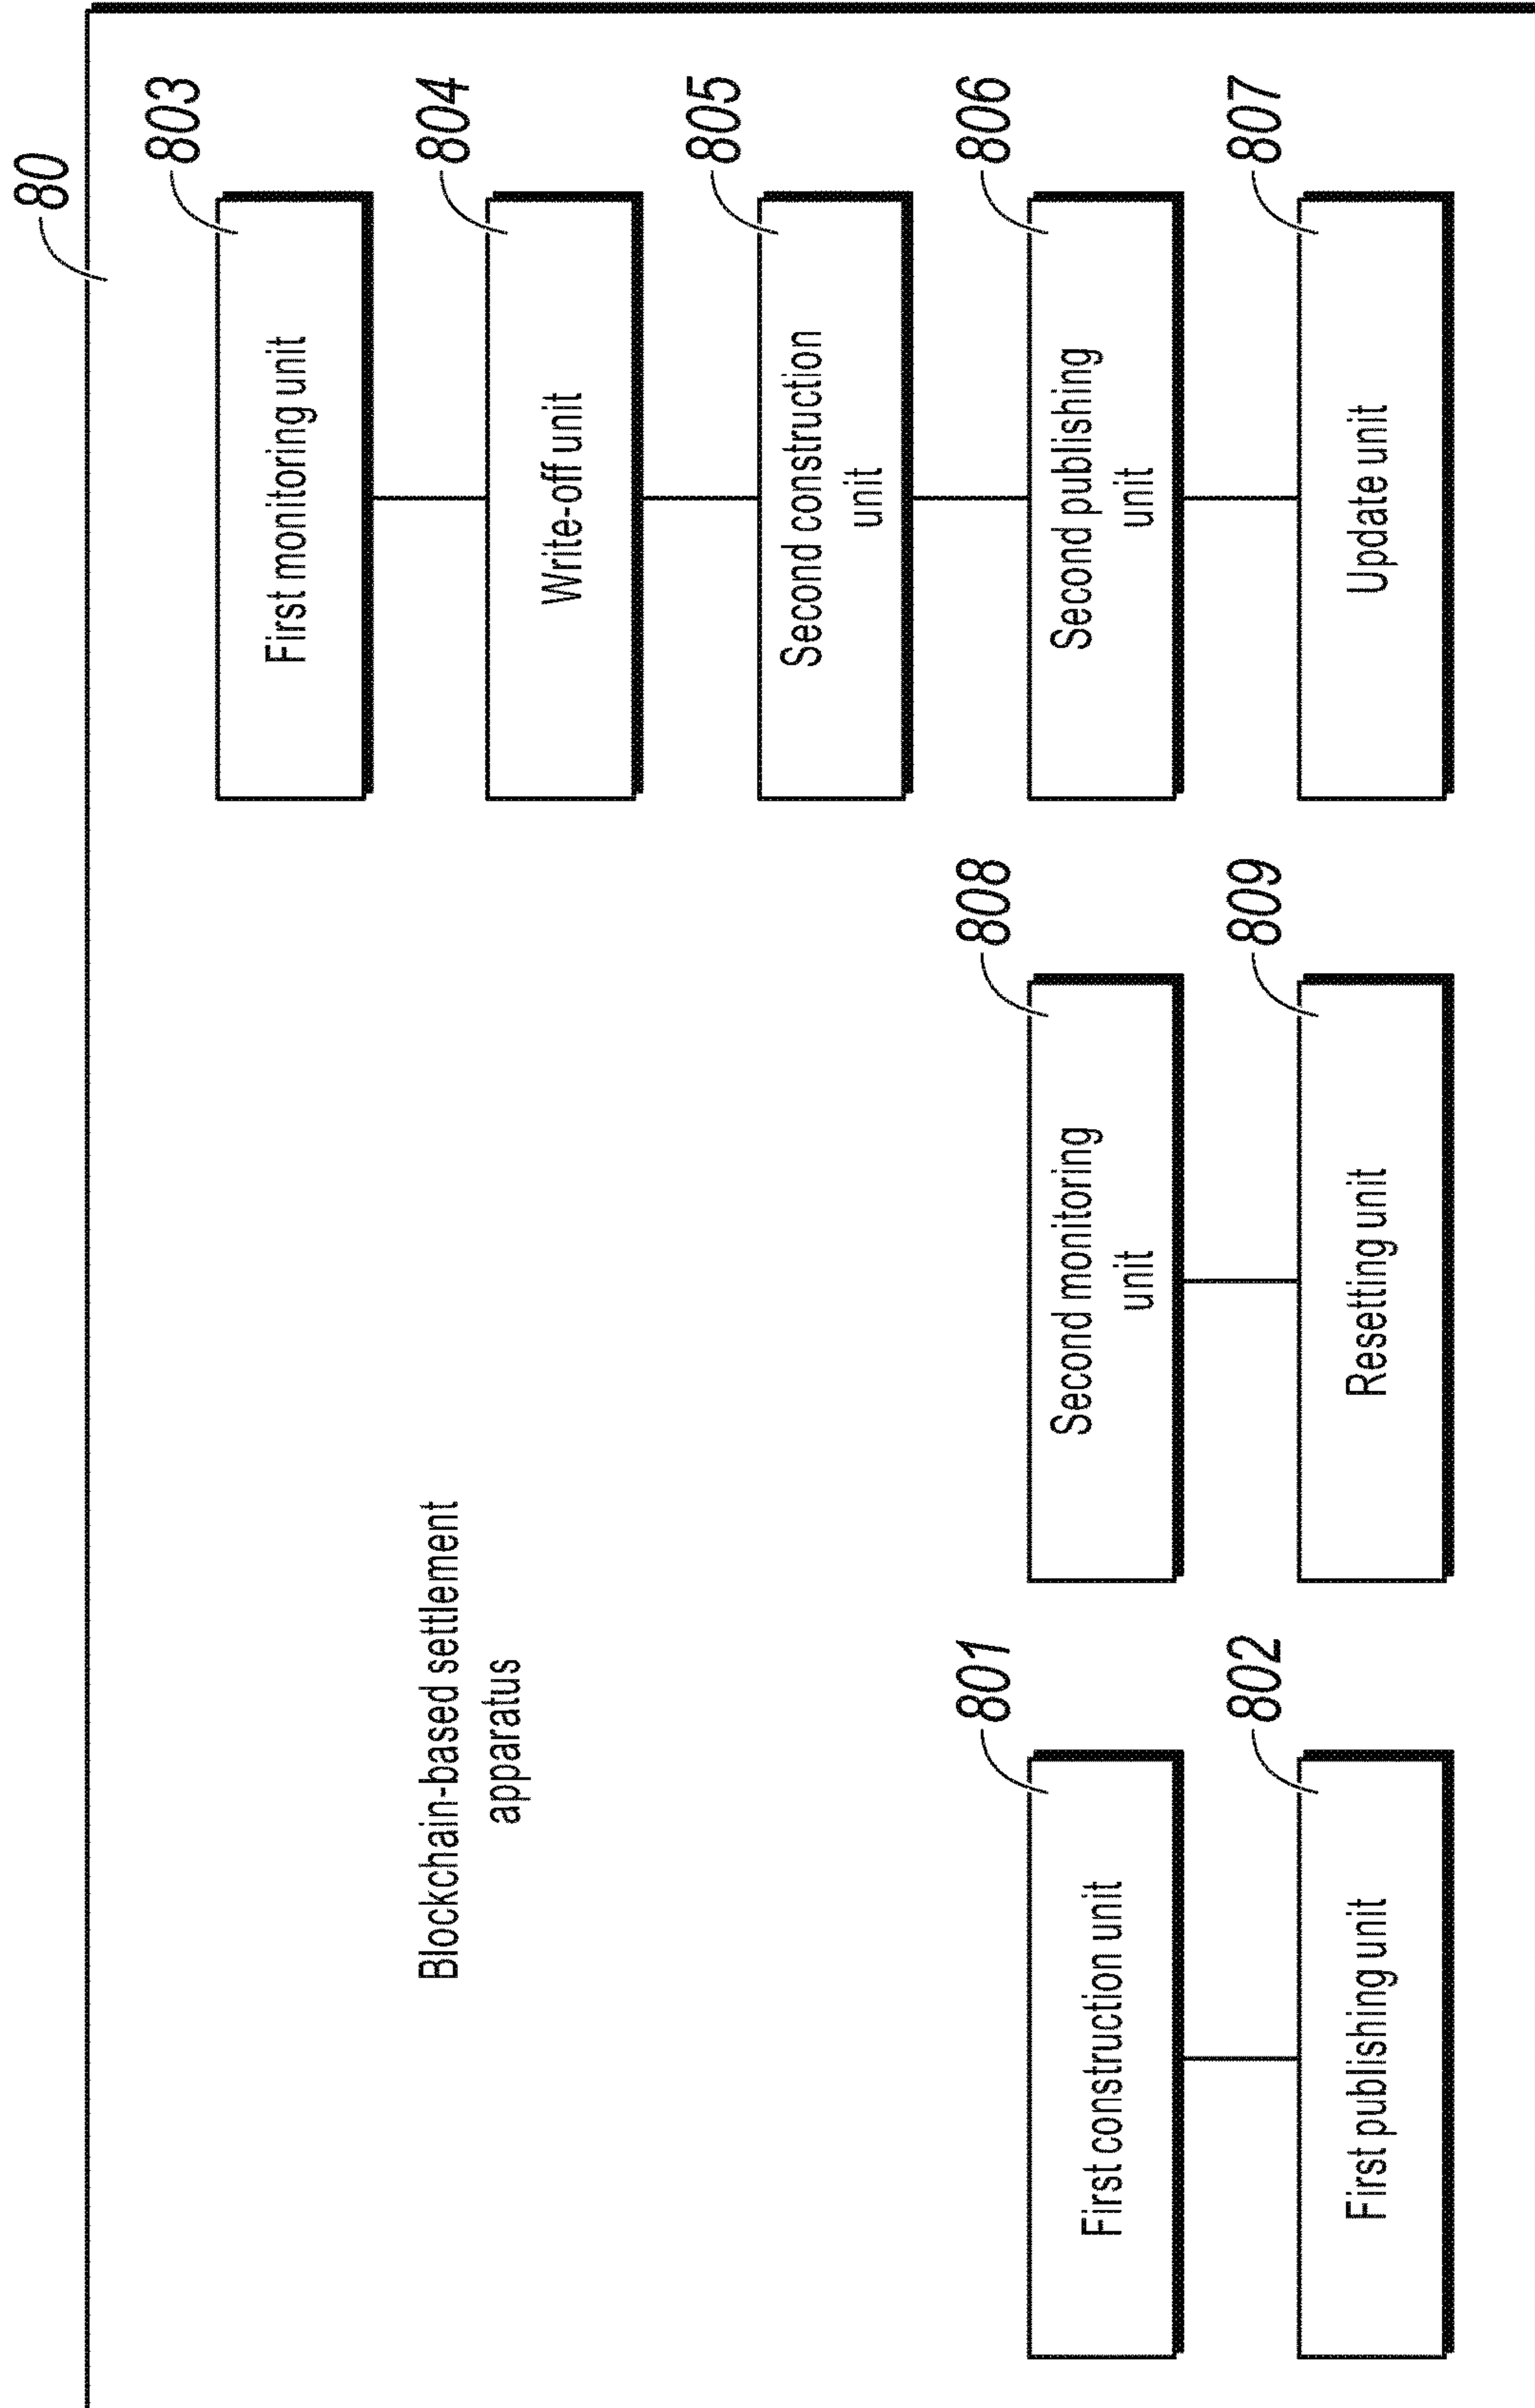 80
803
First monitoring unit
Blockchain-based settlement
apparatus
804
Write-off unit
805
Second construction
unit
801
First construction unit
808
Second monitoring
unit
806
Second publishing
unit
802
First publishing unit
809
Resetting unit
807
Update unit